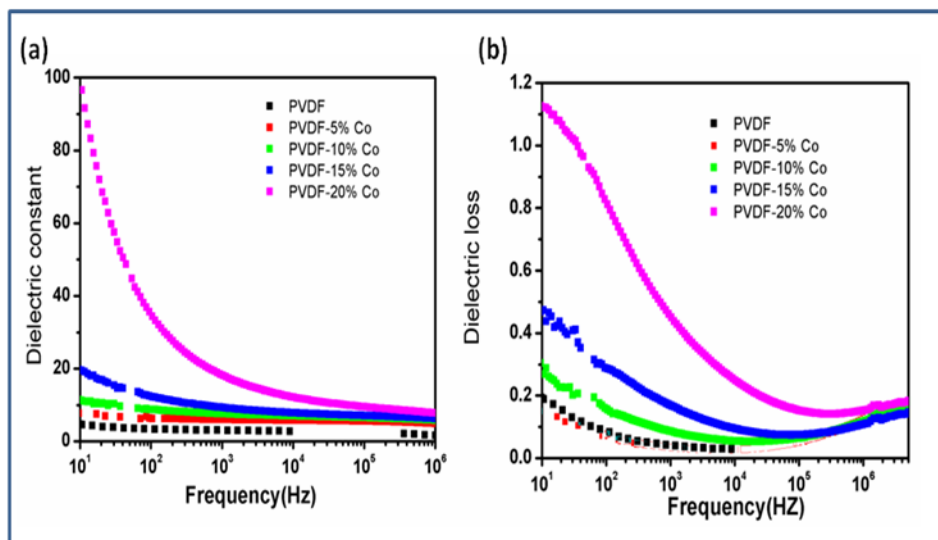 (a)
Dielectric constant
100
80
60
40
20
0
PVDF
PVDF-5% Co
PVDF-10% Co
PVDF-15% Co
PVDF-20% Co
10^1 10^2 10^3 10^4 10^5 10^6
Frequency(Hz)
(b)
Dielectric loss
1.2
1.0
0.8
0.6
0.4
0.2
0.0
PVDF
PVDF-5% Co
PVDF-10% Co
PVDF-15% Co
PVDF-20% Co
10^1 10^2 10^3 10^4 10^5 10^6
Frequency(HZ)